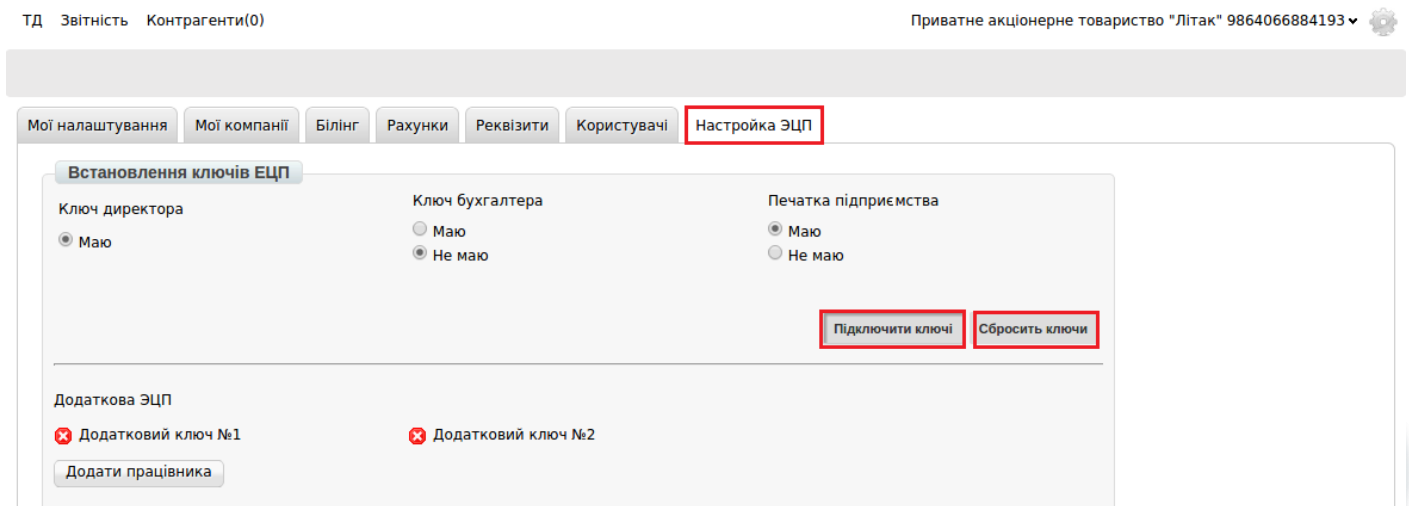 ТД Звітність Контрагенти(0) Приватне акціонерне товариство "Літак" 9864066884193
Мої налаштування Мої компанії Білінг Рахунки Реквізити Користувачі Настройка ЭЦП
Встановлення ключів ЕЦП
Ключ директора Ключ бухгалтера Печатка підприємства
Маю Маю Маю
Не маю Не маю
Підключити ключі Сбросить ключи
Додаткова ЭЦП
Додатковий ключ №1 Додатковий ключ №2
Додати працівника